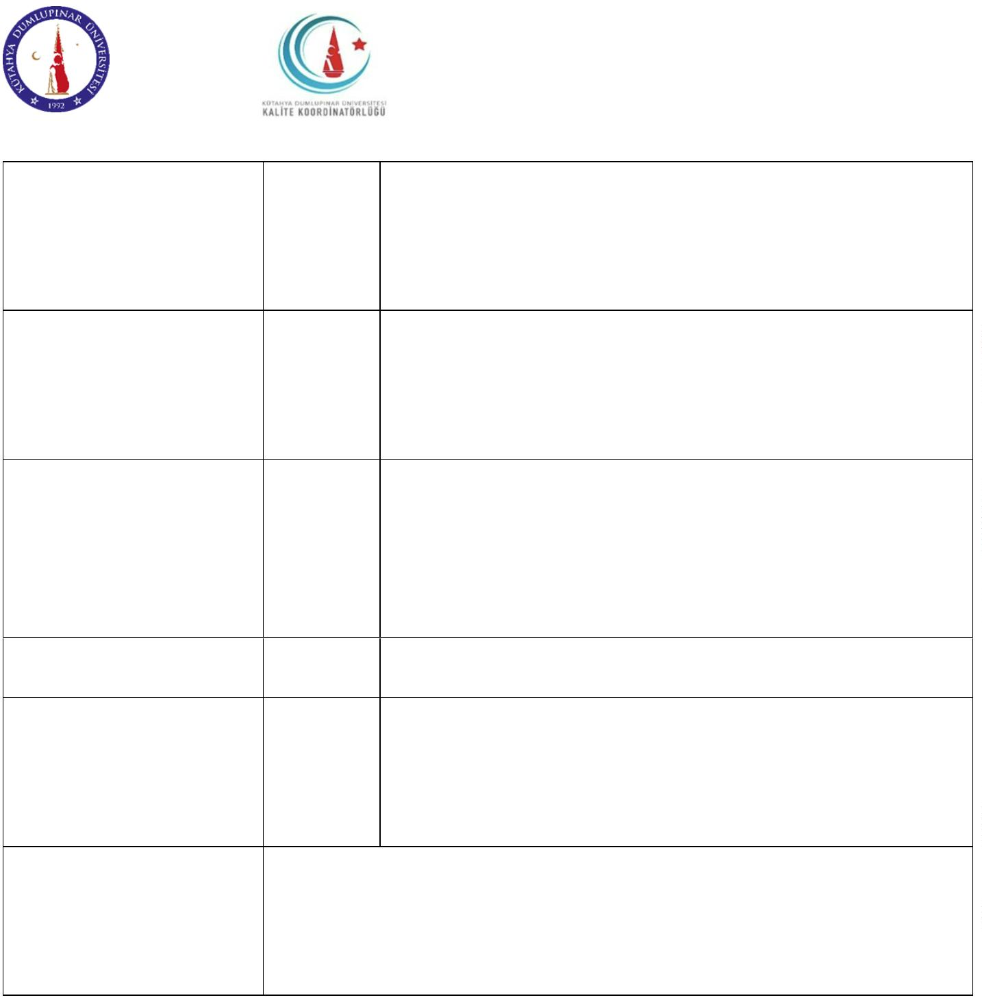 KÜTAHYA DUMLUPINAR ÜNİVERSİTESİ
1992
KÜTAHYA DUMLUPINAR ÜNİVERSİTESİ
KALİTE KOORDİNATÖRLÜĞÜ